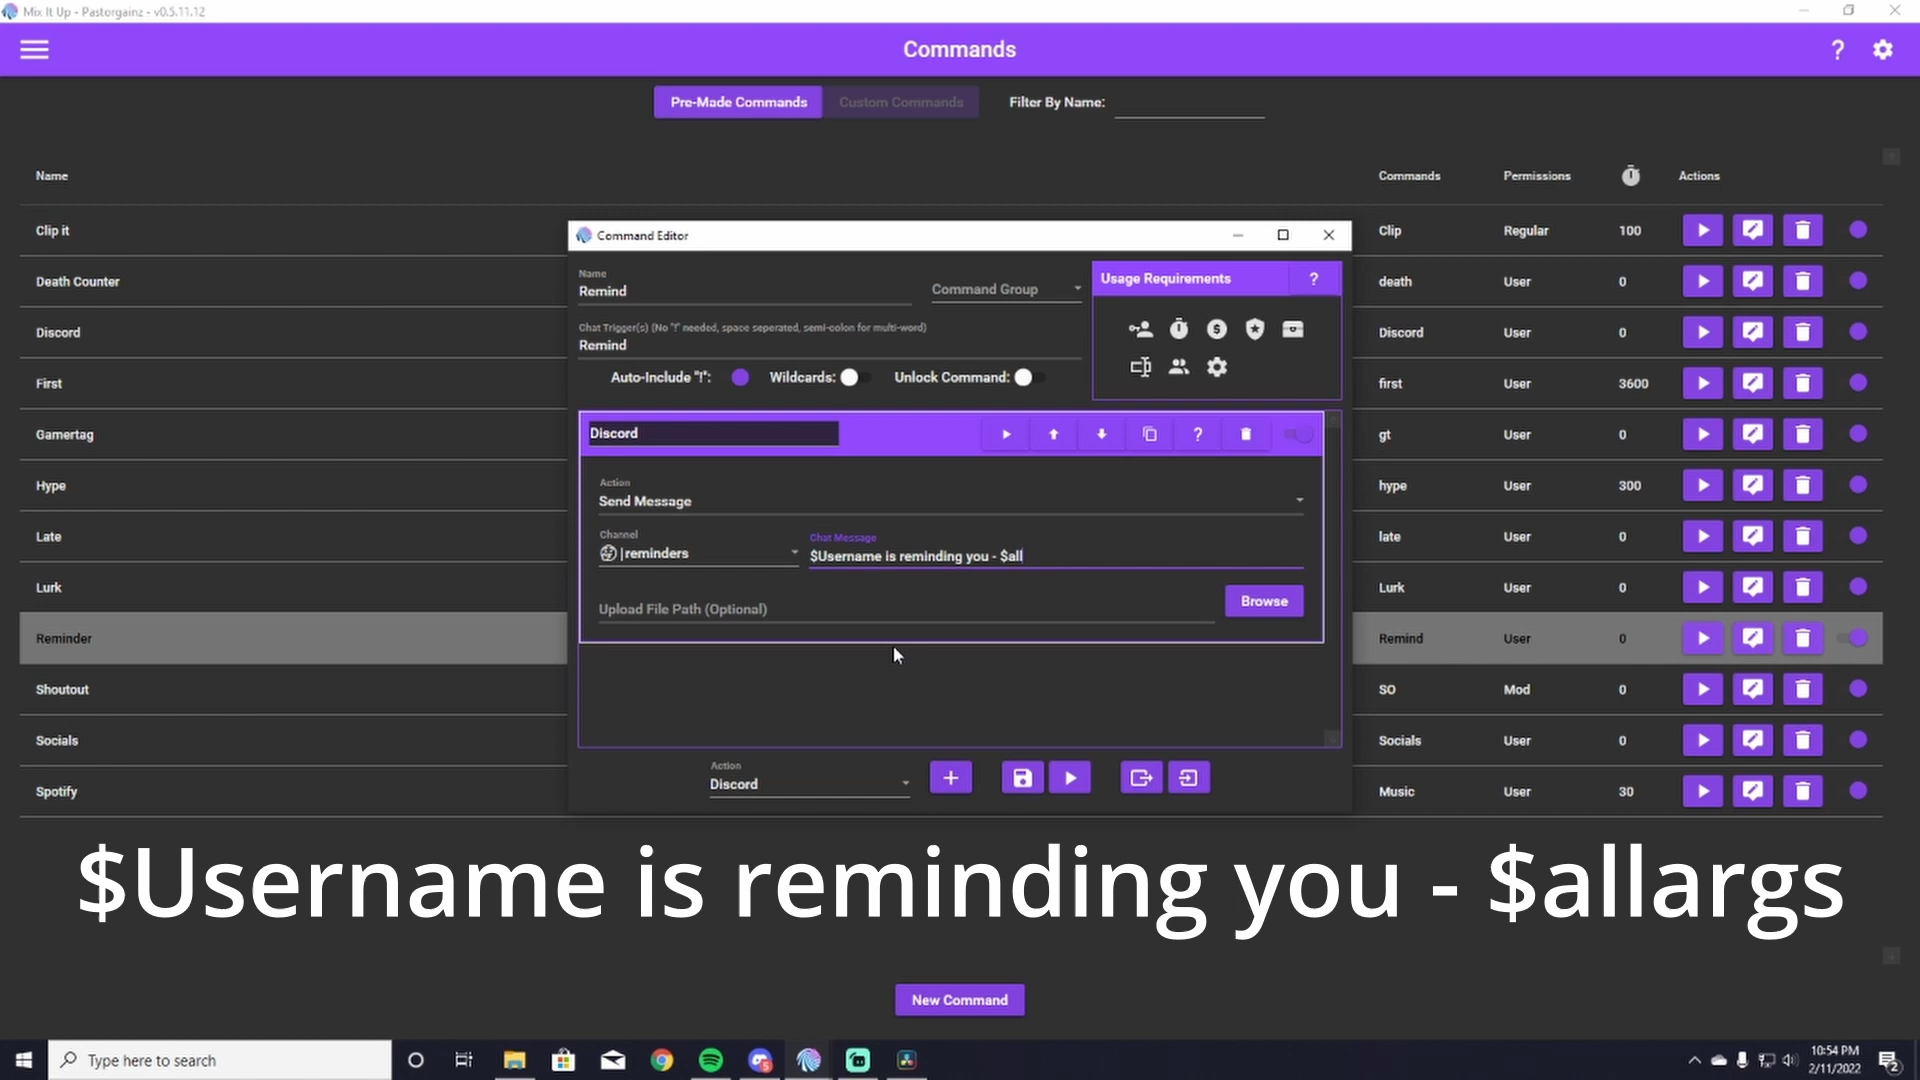 Mix It Up - Pastorgainz - v0.5.11.12
Commands
?
Pre-Made Commands
Custom Commands
Filter By Name:
Name
Commands
Permissions
Actions
Clip it
Clip
Regular
100
Death Counter
death
User
0
Discord
Discord
User
0
First
first
User
3600
Gamertag
gt
User
0
Hype
hype
User
300
Late
late
User
0
Lurk
Lurk
User
0
Reminder
Remind
User
0
Shoutout
SO
Mod
0
Socials
Socials
User
0
Spotify
Music
User
30
Command Editor
Name
Remind
Command Group
Usage Requirements
?
Chat Trigger(s) (No "!" needed, space seperated, semi-colon for multi-word)
Remind
Auto-Include "!":
Wildcards:
Unlock Command:
Discord
?
Action
Send Message
Channel
|reminders
Chat Message
$Username is reminding you - $all
Upload File Path (Optional)
Browse
Action
Discord
$Username is reminding you - $allargs
New Command
Type here to search
5
10:54 PM
2/11/2022
2